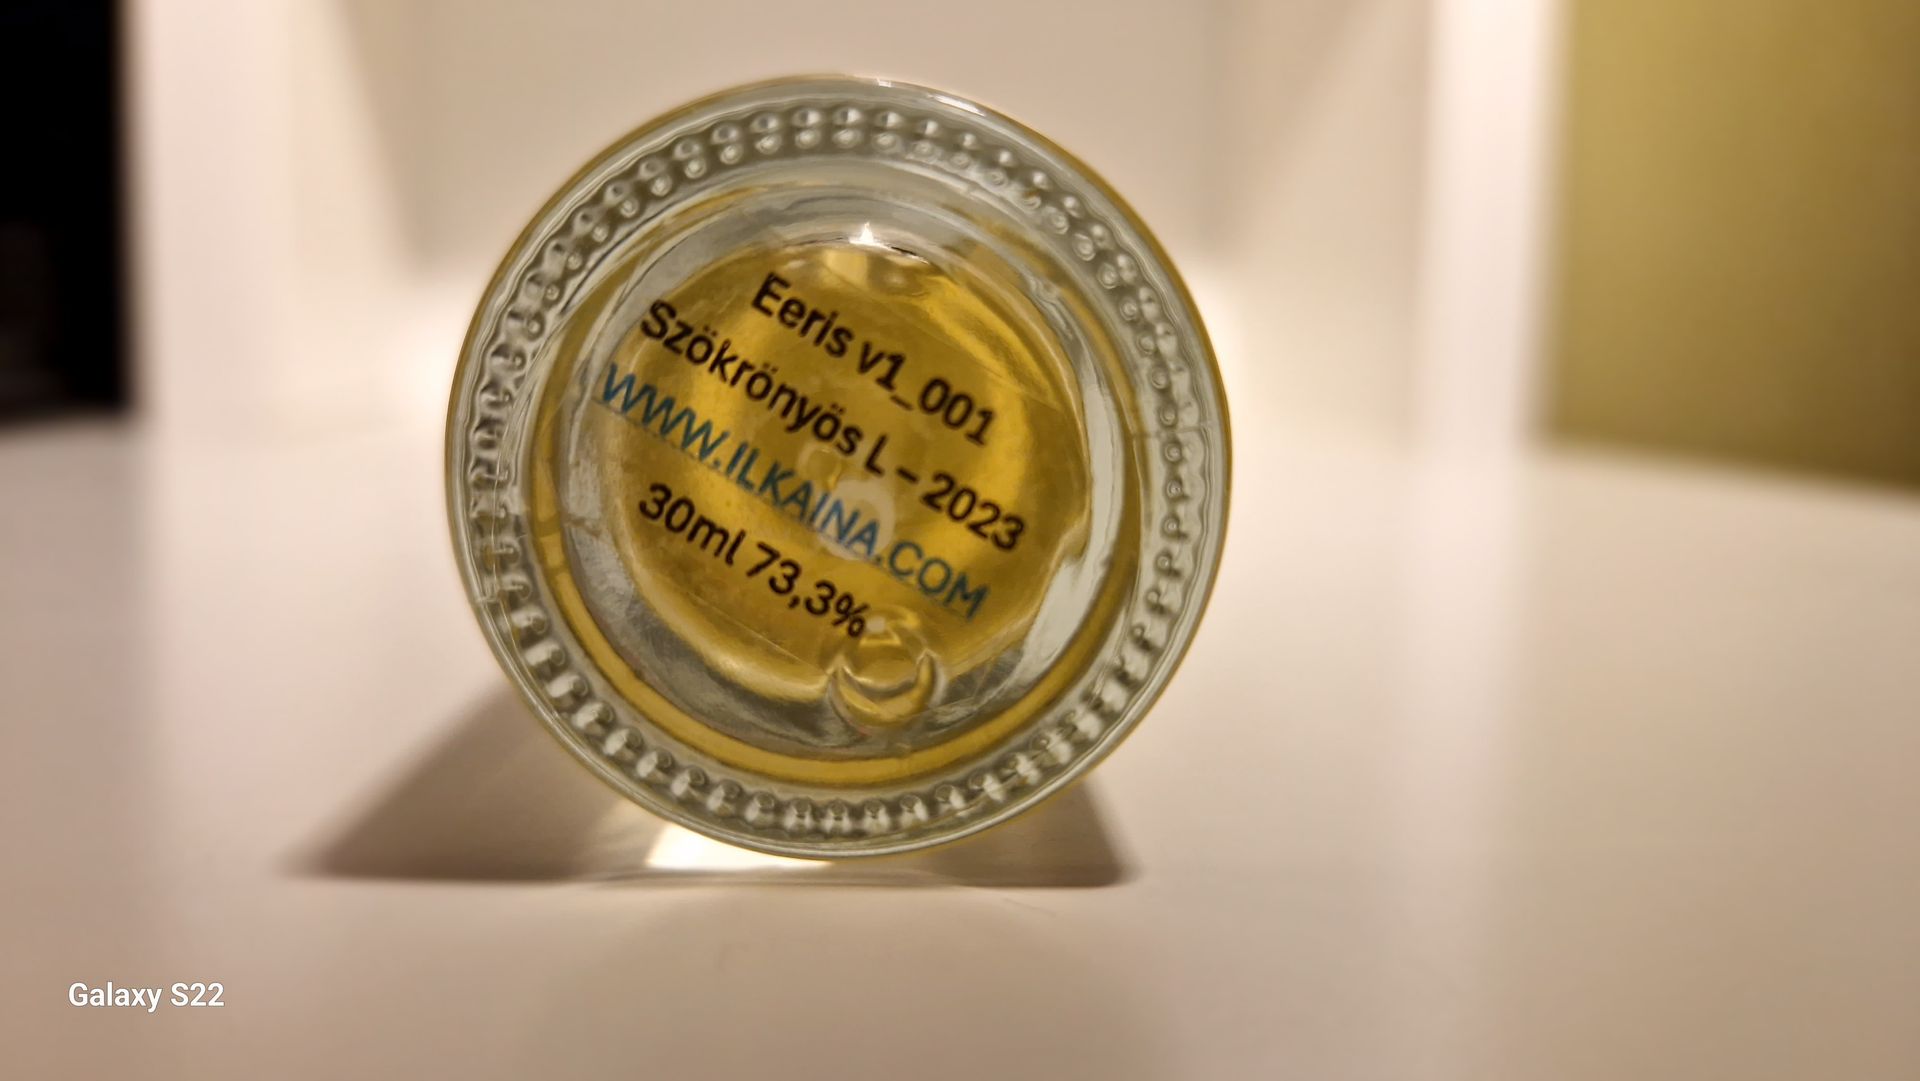 Eeris v1_001
Szökrönyös L – 2023
WWW.ILKAINA.COM
30ml 73,3%
Galaxy S22